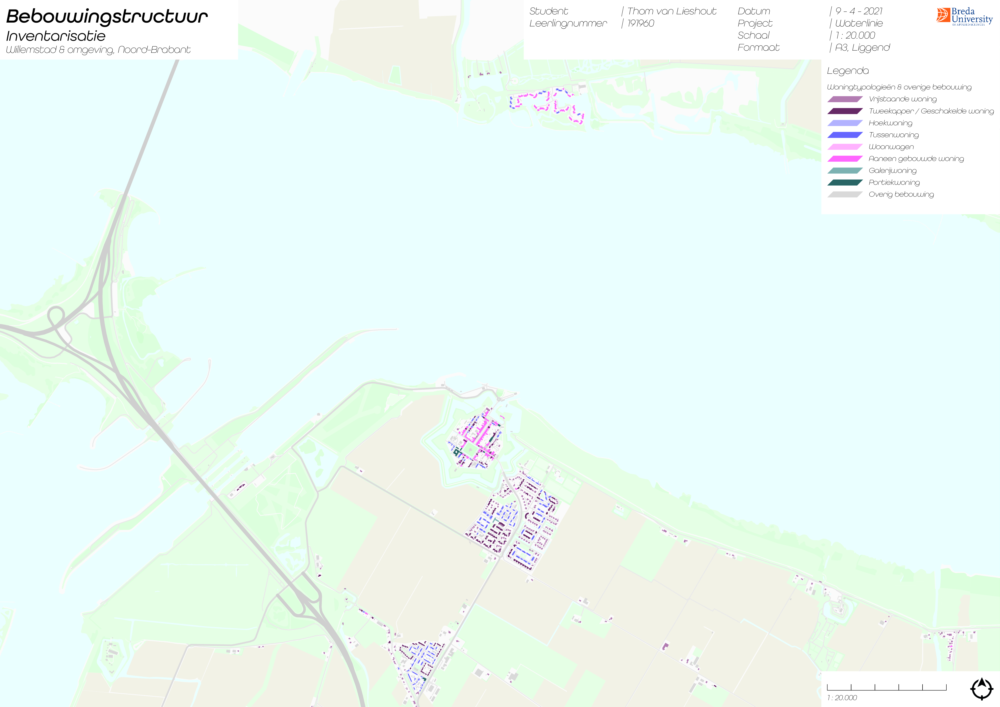 Bebouwingstructuur
Inventarisatie
Willemstad & omgeving, Noord-Brabant
Student | Thom van Lieshout
Leerlingnummer | 191960
Datum | 9 - 4 - 2021
Project | Waterlinie
Schaal | 1 : 20.000
Formaat | A3, Liggend
Breda
University
OF APPLIED SCIENCES
Legenda
Woningtypologieën & overige bebouwing
Vrijstaande woning
Tweekapper / Geschakelde woning
Hoekwoning
Tussenwoning
Woonwagen
Aaneen gebouwde woning
Galerijwoning
Portiekwoning
Overig bebouwing
1 : 20.000